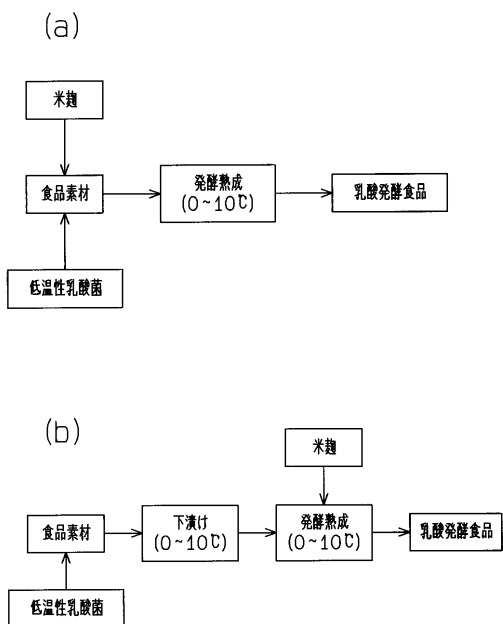 (a)
米麹
食品素材
発酵熟成
(0~10℃)
乳酸発酵食品
低温性乳酸菌
(b)
米麹
食品素材
下漬け
(0~10℃)
発酵熟成
(0~10℃)
乳酸発酵食品
低温性乳酸菌